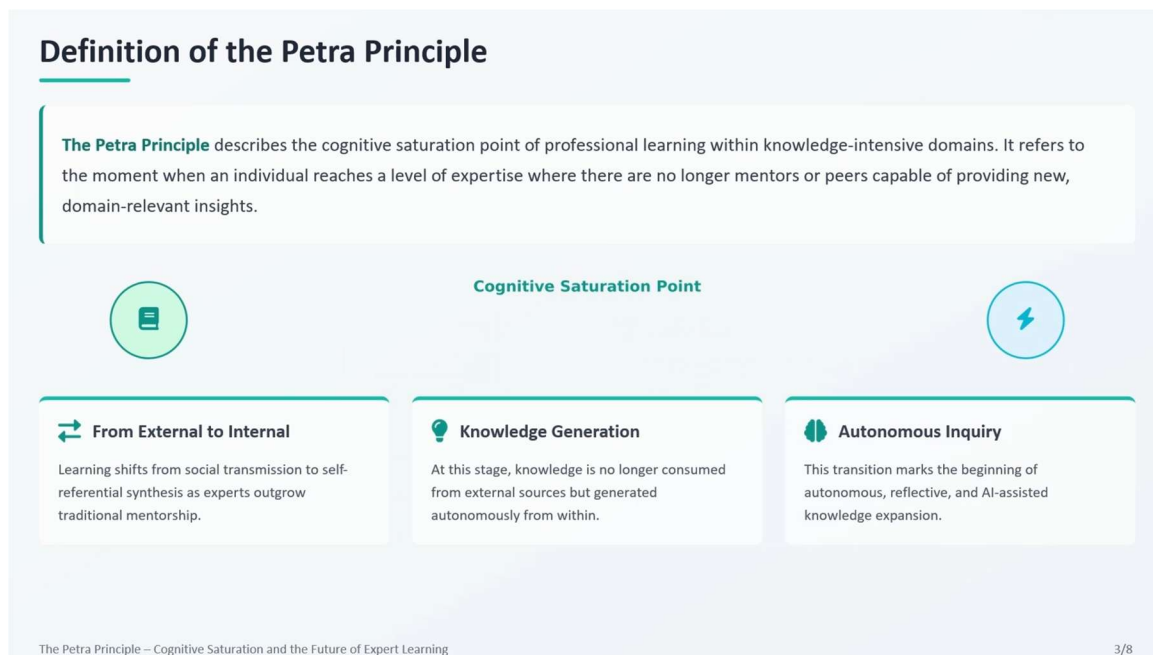 Definition of the Petra Principle
The Petra Principle describes the cognitive saturation point of professional learning within knowledge-intensive domains. It refers to
the moment when an individual reaches a level of expertise where there are no longer mentors or peers capable of providing new,
domain-relevant insights.
Cognitive Saturation Point
From External to Internal
Learning shifts from social transmission to self-
referential synthesis as experts outgrow
traditional mentorship.
Knowledge Generation
At this stage, knowledge is no longer consumed
from external sources but generated
autonomously from within.
Autonomous Inquiry
This transition marks the beginning of
autonomous, reflective, and AI-assisted
knowledge expansion.
The Petra Principle – Cognitive Saturation and the Future of Expert Learning
3/8